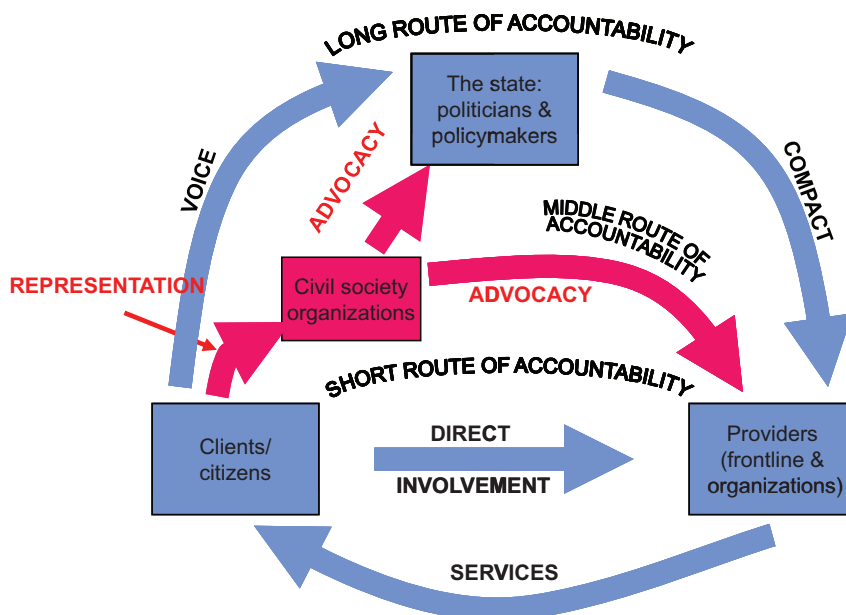 LONG ROUTE OF ACCOUNTABILITY
The state:
politicians &
policymakers
VOICE
ADVOCACY
COMPACT
MIDDLE ROUTE OF
ACCOUNTABILITY
REPRESENTATION
Civil society
organizations
ADVOCACY
SHORT ROUTE OF ACCOUNTABILITY
Clients/
citizens
DIRECT
INVOLVEMENT
Providers
(frontline &
organizations)
SERVICES